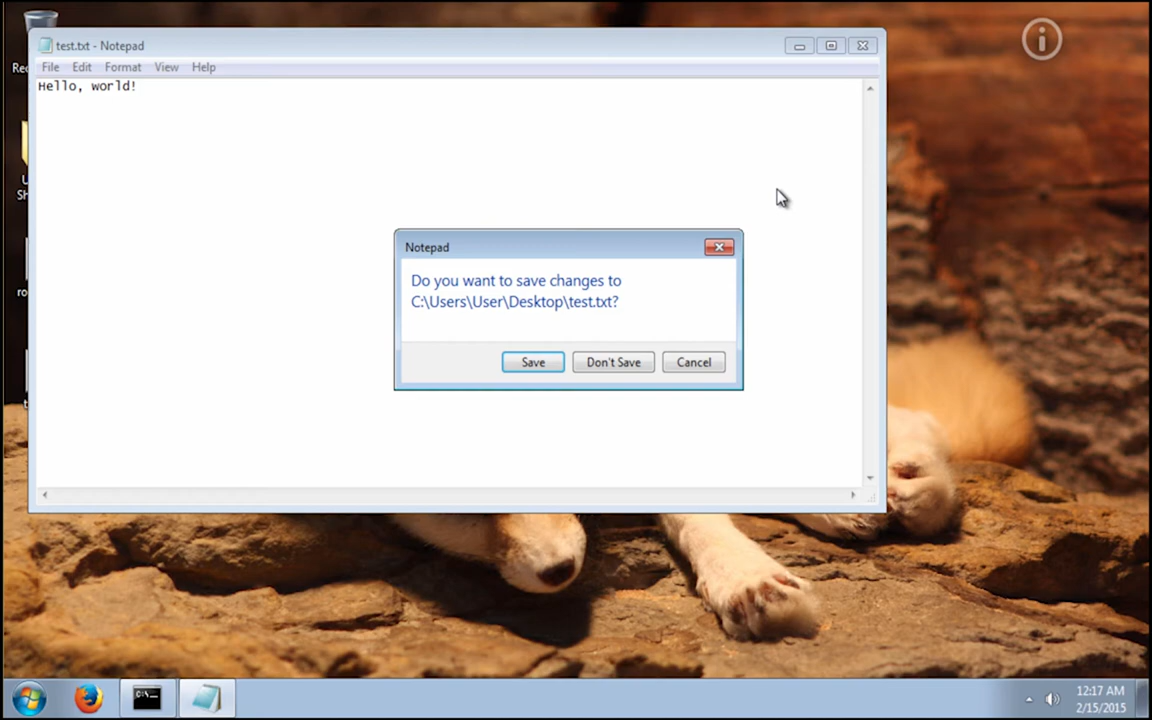 test.txt - Notepad
File Edit Format View Help
Hello, world!
Notepad
Do you want to save changes to
C:\Users\User\Desktop\test.txt?
Save Don't Save Cancel
C:\_
12:17 AM
2/15/2015